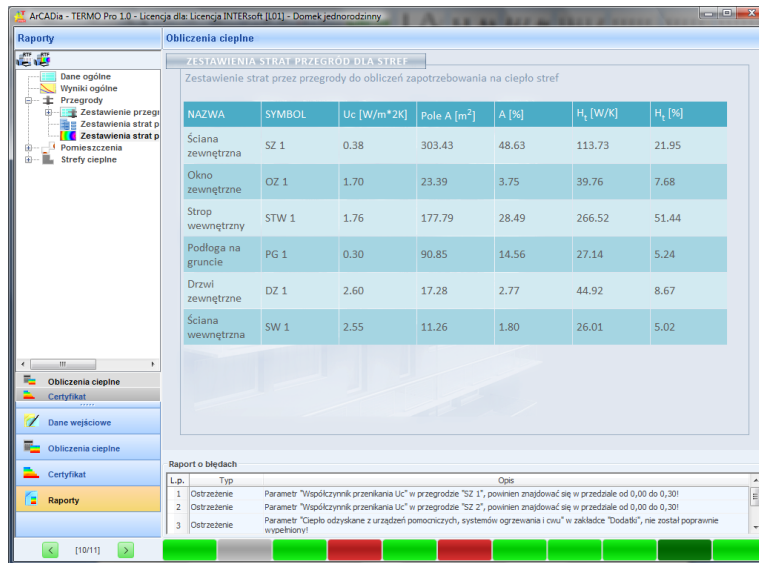 ArCADia - TERMO Pro 1.0 - Licencja dla: Licencja INTERsoft [L01] - Domek jednorodzinny
Raporty
Obliczenia cieplne
RTF RTF
Dane ogólne
Wyniki ogólne
Przegrody
Zestawienie przegr
Zestawienia strat p
Zestawienia strat p
Pomieszczenia
Strefy cieplne
ZESTAWIENIA STRAT PRZEGRÓD DLA STREF
Zestawienie strat przez przegrody do obliczeń zapotrzebowania na ciepło stref
NAZWA SYMBOL Uc [W/m*2K] Pole A [m²] A [%] Ht [W/K] Ht [%]
Ściana zewnętrzna SZ 1 0.38 303.43 48.63 113.73 21.95
Okno zewnętrzne OZ 1 1.70 23.39 3.75 39.76 7.68
Strop wewnętrzny STW 1 1.76 177.79 28.49 266.52 51.44
Podłoga na gruncie PG 1 0.30 90.85 14.56 27.14 5.24
Drzwi zewnętrzne DZ 1 2.60 17.28 2.77 44.92 8.67
Ściana wewnętrzna SW 1 2.55 11.26 1.80 26.01 5.02
Obliczenia cieplne
Certyfikat
Dane wejściowe
Obliczenia cieplne
Certyfikat
Raporty
[10/11]
Raport o błędach
L.p. Typ Opis
1 Ostrzeżenie Parametr "Współczynnik przenikania Uc" w przegrodzie "SZ 1", powinien znajdować się w przedziale od 0,00 do 0,30!
2 Ostrzeżenie Parametr "Współczynnik przenikania Uc" w przegrodzie "SZ 2", powinien znajdować się w przedziale od 0,00 do 0,30!
3 Ostrzeżenie Parametr "Ciepło odzyskane z urządzeń pomocniczych, systemów ogrzewania i cwu" w zakładce "Dodatki", nie został poprawnie
wypełniony!